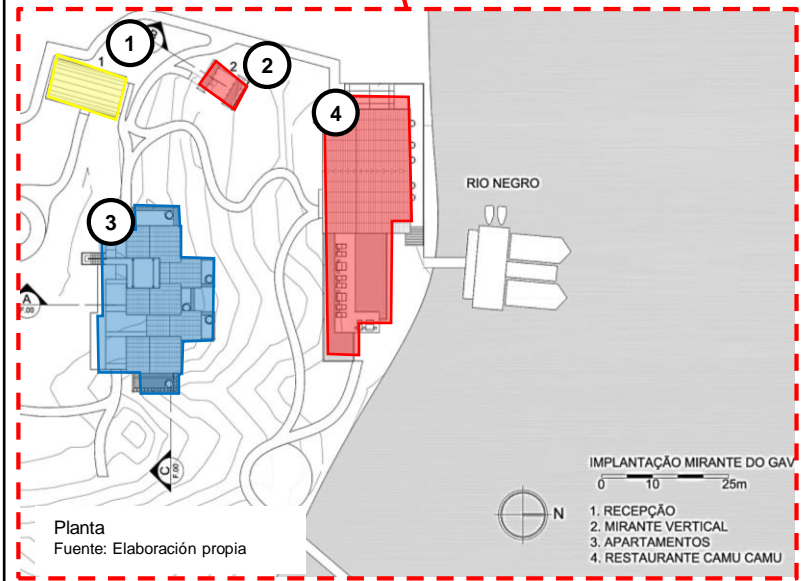 1
1
2
2
4
3
RIO NEGRO
A
F.00
C
F.00
IMPLANTAÇÃO MIRANTE DO GAV
0 10 25m
N
1. RECEPÇÃO
2. MIRANTE VERTICAL
3. APARTAMENTOS
4. RESTAURANTE CAMU CAMU
Planta
Fuente: Elaboración propia